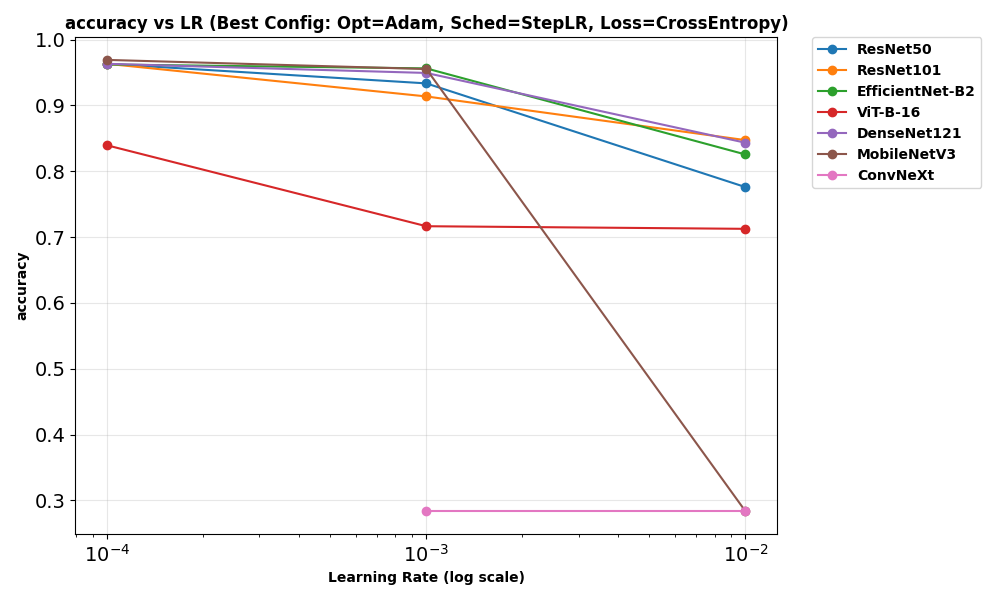 accuracy vs LR (Best Config: Opt=Adam, Sched=StepLR, Loss=CrossEntropy)
1.0
0.9
0.8
0.7
0.6
0.5
0.4
0.3
accuracy
10⁻⁴
10⁻³
10⁻²
Learning Rate (log scale)
ResNet50
ResNet101
EfficientNet-B2
ViT-B-16
DenseNet121
MobileNetV3
ConvNeXt